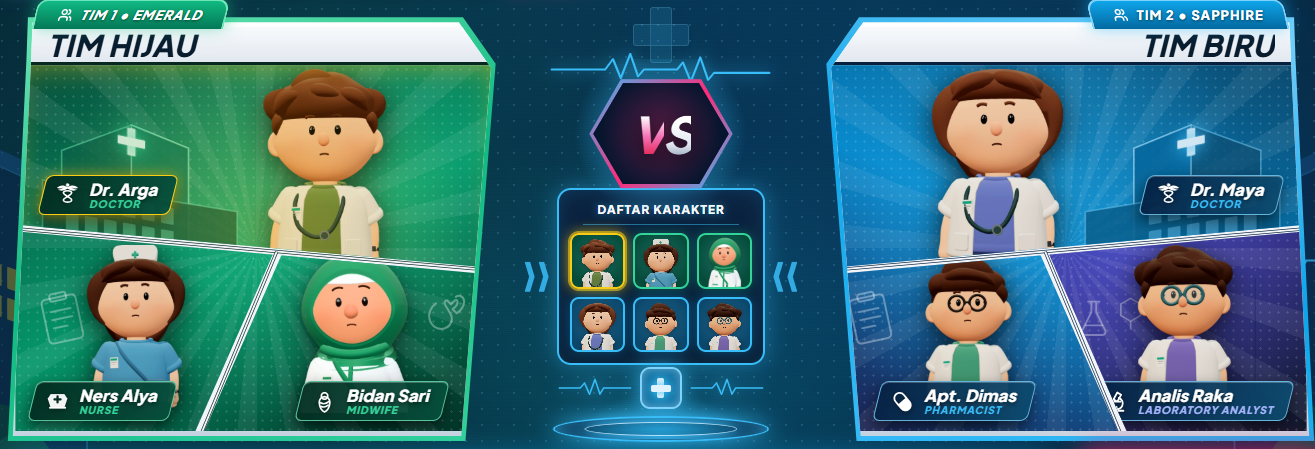 TIM 1 • EMERALD
TIM HIJAU
Dr. Arga
DOCTOR
Ners Alya
NURSE
Bidan Sari
MIDWIFE
VS
DAFTAR KARAKTER
TIM 2 • SAPPHIRE
TIM BIRU
Dr. Maya
DOCTOR
Apt. Dimas
PHARMACIST
Analis Raka
LABORATORY ANALYST